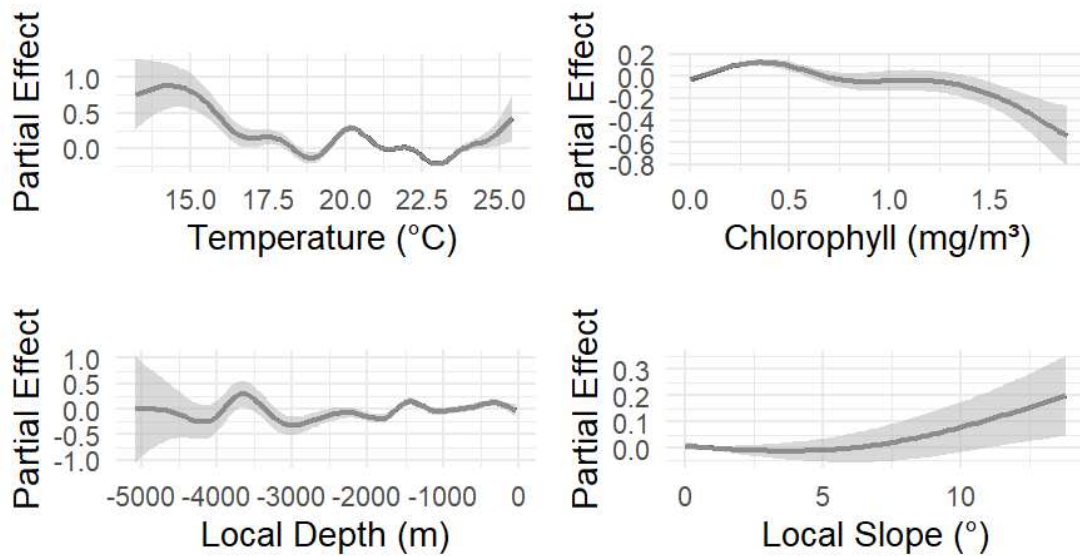 Partial Effect
1.0
0.5
0.0
15.0 17.5 20.0 22.5 25.0
Temperature (°C)
Partial Effect
0.2
0.0
-0.2
-0.4
-0.6
-0.8
0.0 0.5 1.0 1.5
Chlorophyll (mg/m³)
Partial Effect
1.0
0.5
0.0
-0.5
-1.0
-5000 -4000 -3000 -2000 -1000 0
Local Depth (m)
Partial Effect
0.3
0.2
0.1
0.0
0 5 10
Local Slope (°)